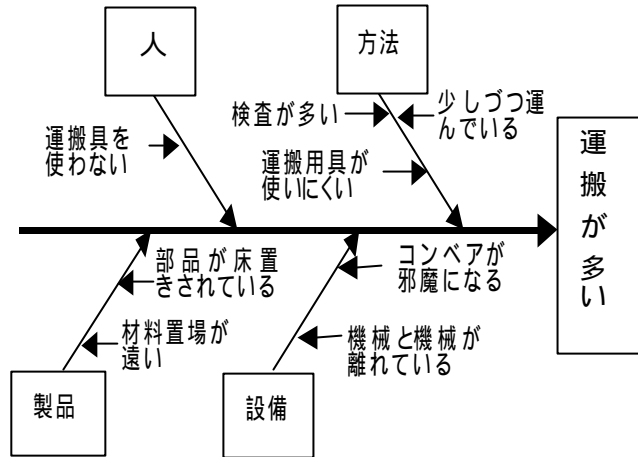 人
方法
検査が多い
少しづつ運
んでいる
運搬具を
使わない
運搬用具が
使いにくい
運搬が多い
部品が床置
きされている
コンベアが
邪魔になる
材料置場が
遠い
機械と機械が
離れている
製品
設備